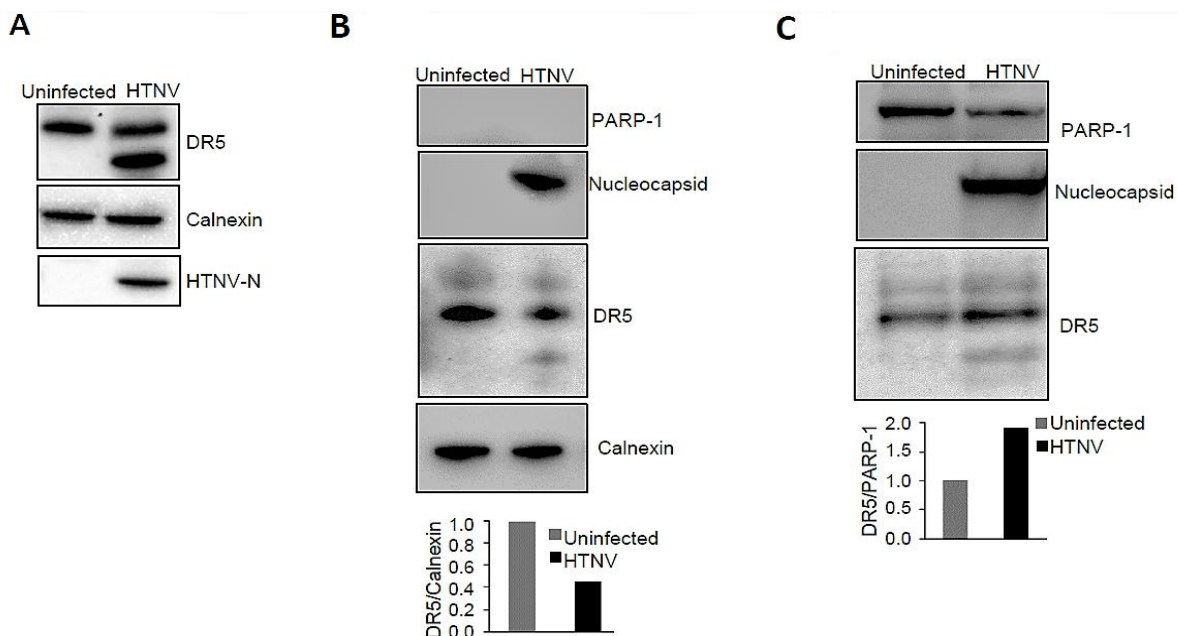 A
Uninfected HTNV
DR5
Calnexin
HTNV-N
B
Uninfected HTNV
PARP-1
Nucleocapsid
DR5
Calnexin
DR5/Calnexin
1.0
0.8
0.6
0.4
0.2
0.0
Uninfected
HTNV
C
Uninfected HTNV
PARP-1
Nucleocapsid
DR5
DR5/PARP-1
2.0
1.5
1.0
0.5
0.0
Uninfected
HTNV